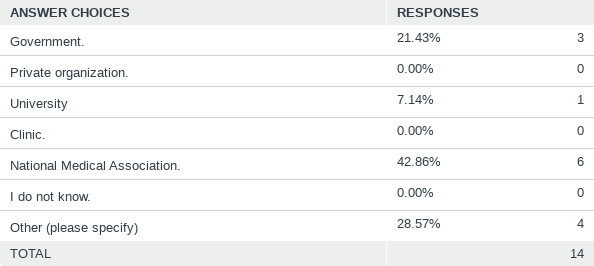 ANSWER CHOICES RESPONSES
Government. 21.43% 3
Private organization. 0.00% 0
University 7.14% 1
Clinic. 0.00% 0
National Medical Association. 42.86% 6
I do not know. 0.00% 0
Other (please specify) 28.57% 4
TOTAL 14